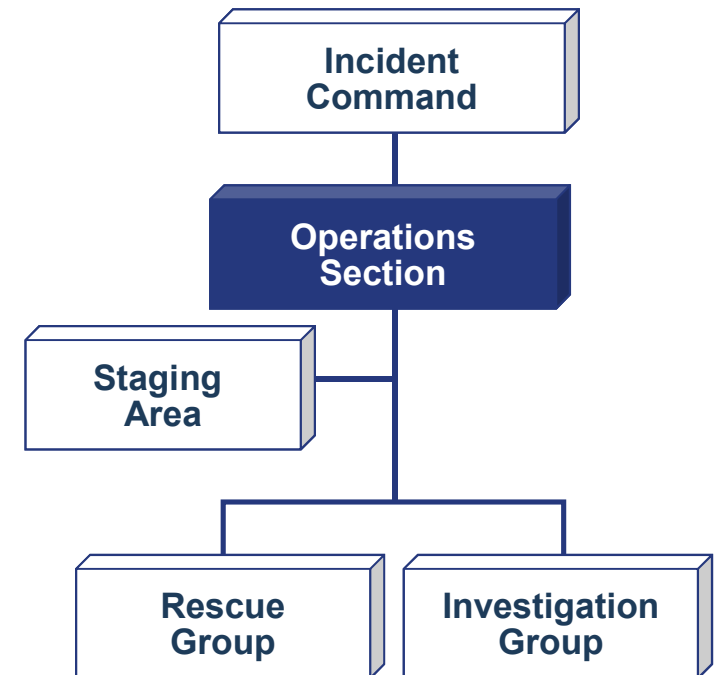 Incident
Command
Operations
Section
Staging
Area
Rescue
Group
Investigation
Group